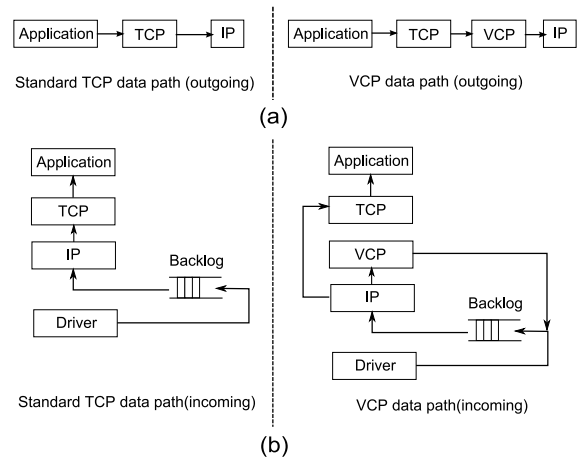 Application TCP IP
Application TCP VCP IP
Standard TCP data path (outgoing)
VCP data path (outgoing)
(a)
Application
TCP
IP
Backlog
Driver
Standard TCP data path(incoming)
Application
TCP
VCP
IP
Backlog
Driver
VCP data path(incoming)
(b)